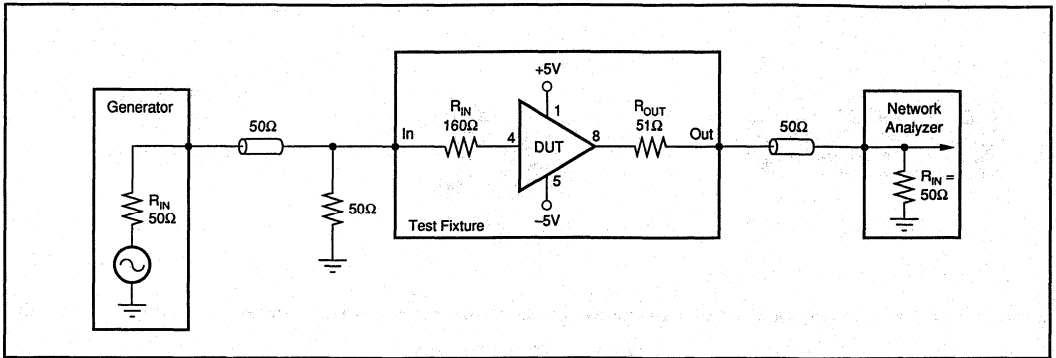 Generator
R_IN
50Ω
50Ω
50Ω
In
R_IN
160Ω
4
+5V
1
DUT
8
5
–5V
R_OUT
51Ω
Out
Test Fixture
50Ω
Network
Analyzer
R_IN =
50Ω